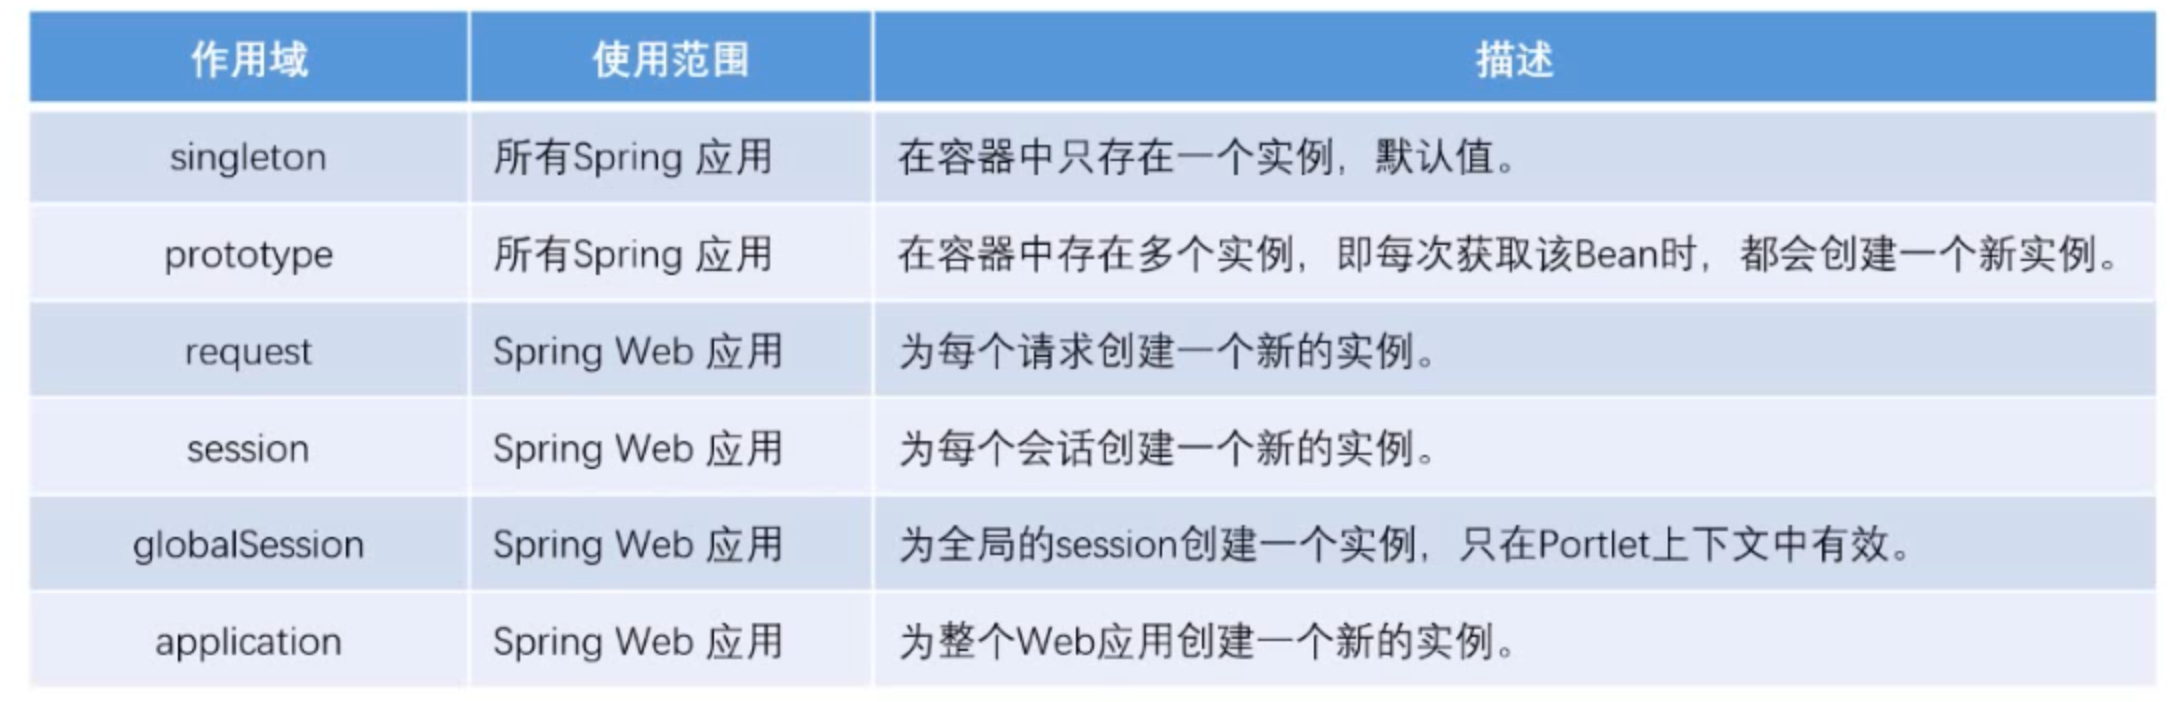 作用域 使用范围 描述
singleton 所有Spring 应用 在容器中只存在一个实例，默认值。
prototype 所有Spring 应用 在容器中存在多个实例，即每次获取该Bean时，都会创建一个新实例。
request Spring Web 应用 为每个请求创建一个新的实例。
session Spring Web 应用 为每个会话创建一个新的实例。
globalSession Spring Web 应用 为全局的session创建一个实例，只在Portlet上下文中有效。
application Spring Web 应用 为整个Web应用创建一个新的实例。